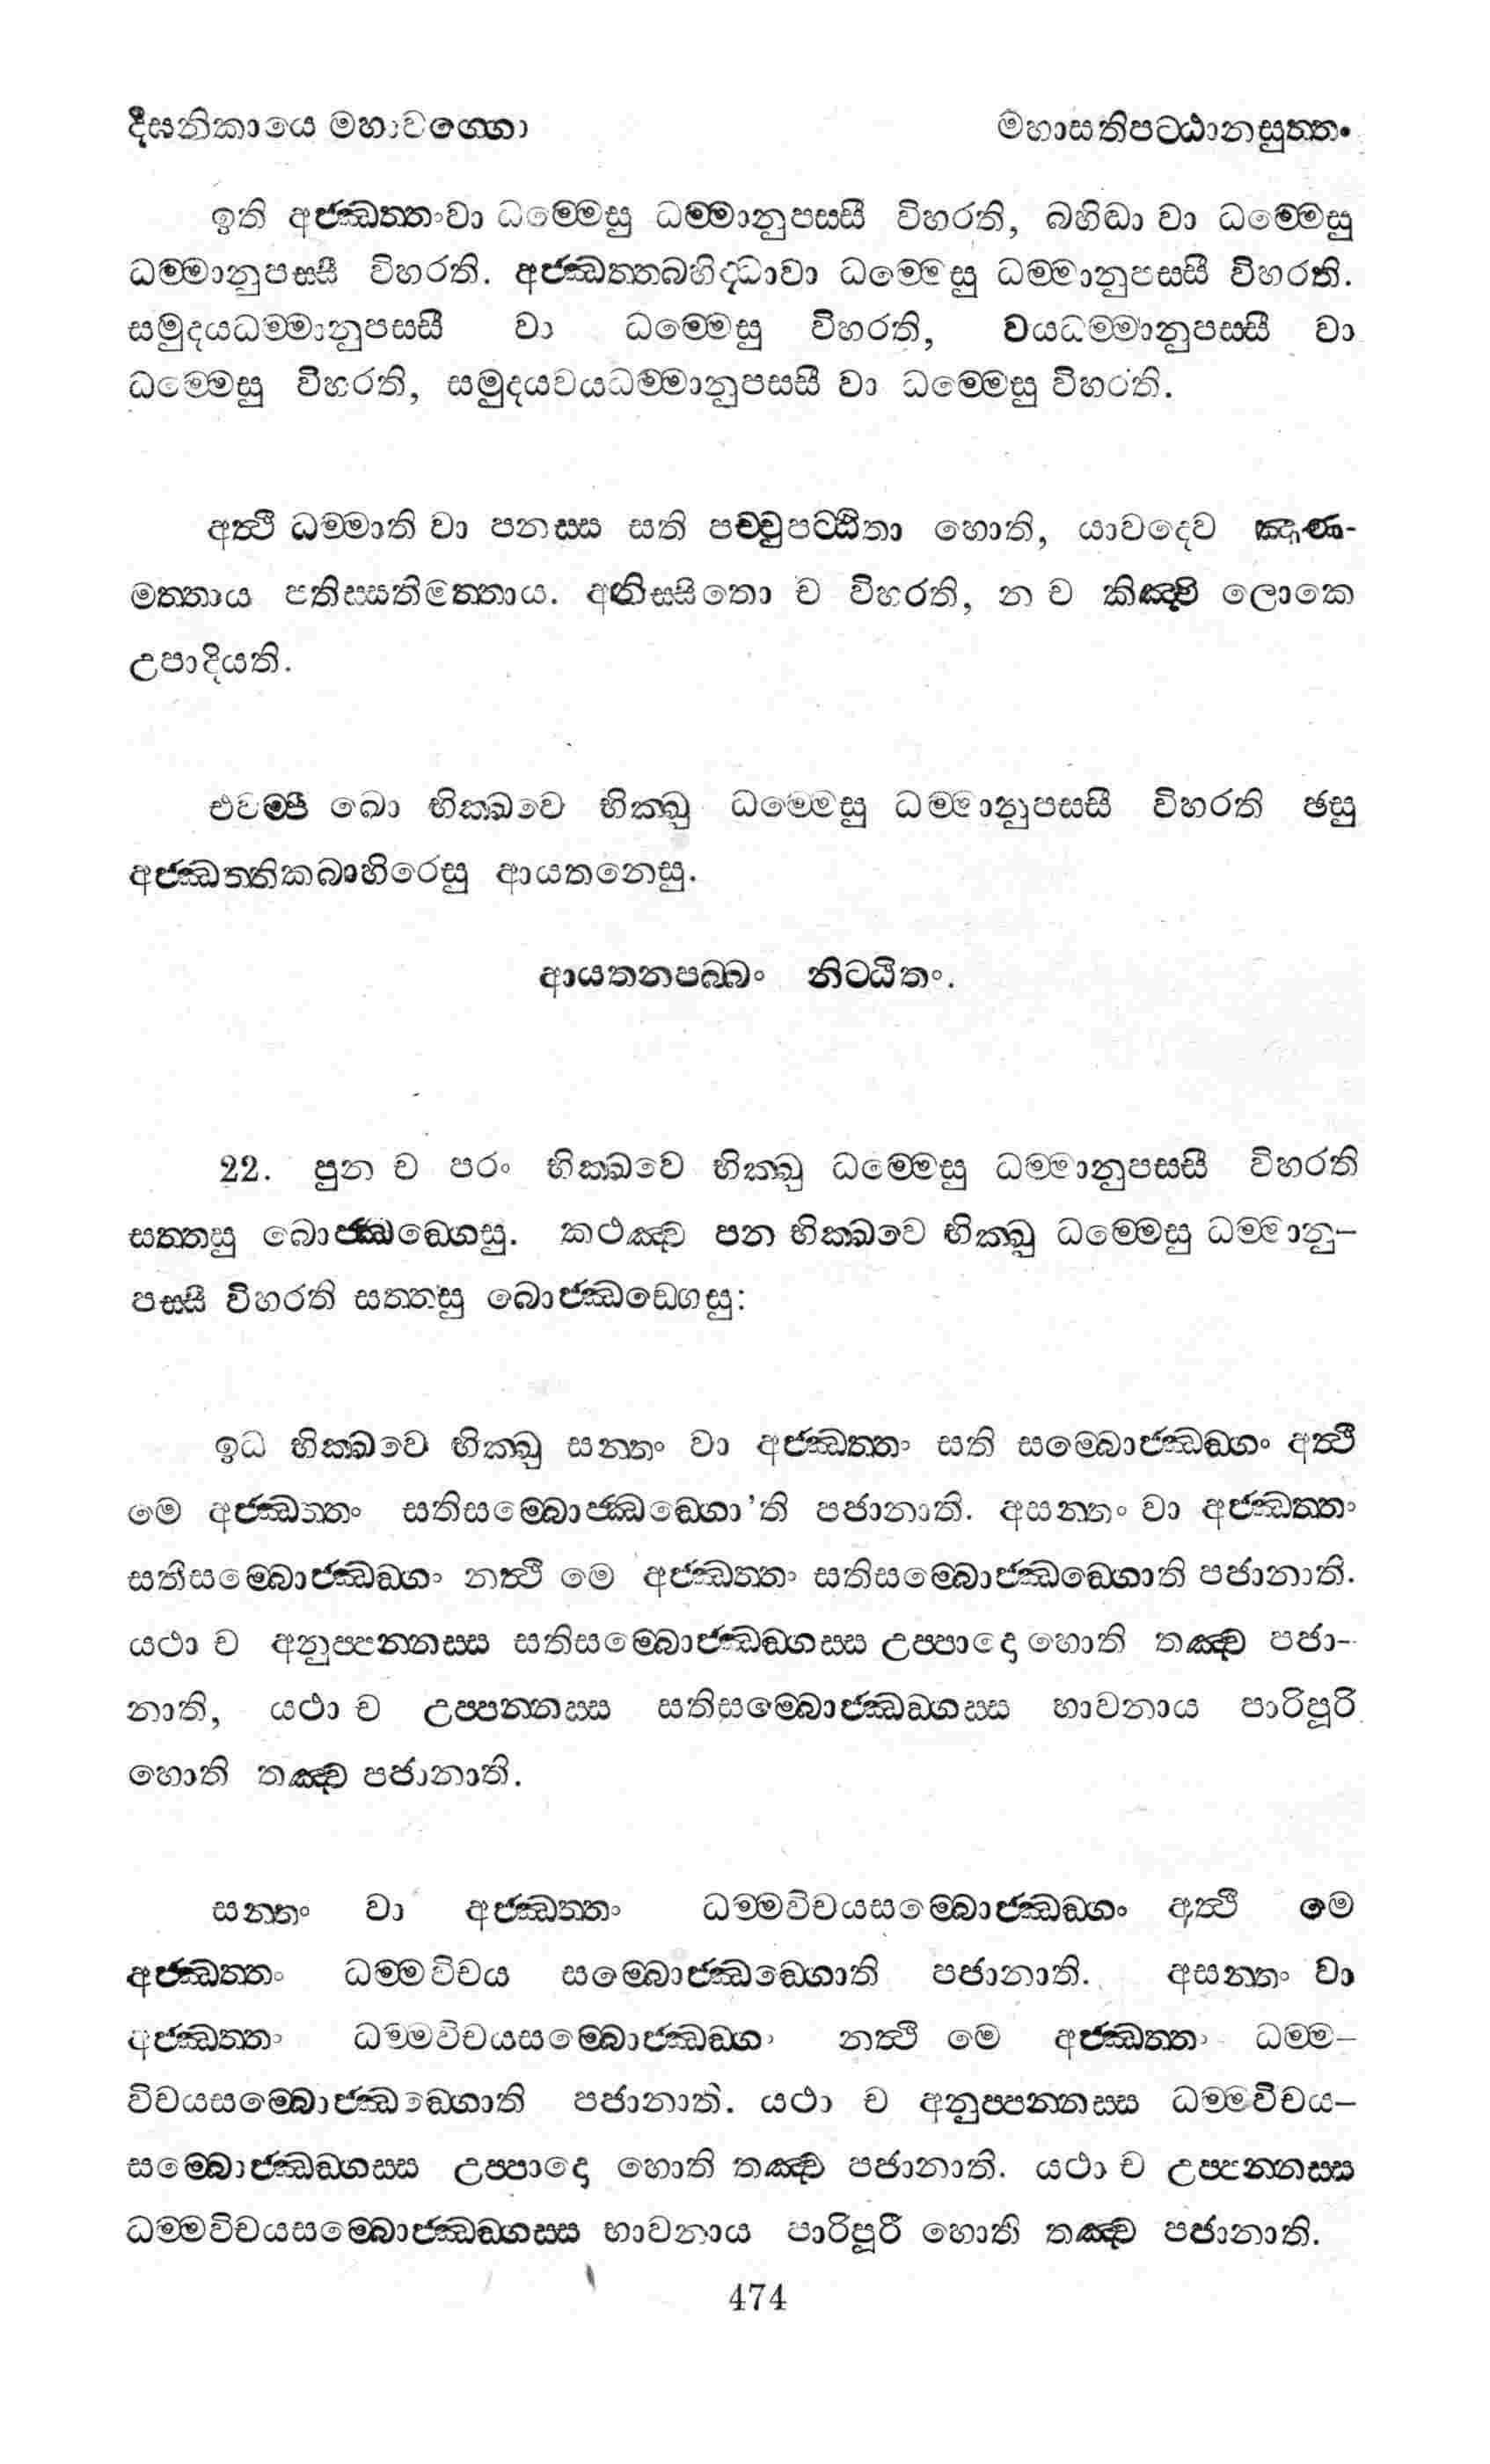 දීඝනිකායෙ මහාවග්ගො මහාසතිපට්ඨානසුත්තං
ඉති අජ්ඣත්තංවා ධම්මෙසු ධම්මානුපස්සී විහරති, බහිද්ධා වා ධම්මෙසු
ධම්මානුපස්සී විහරති. අජ්ඣත්තබහිද්ධාවා ධම්මෙසු ධම්මානුපස්සී විහරති.
සමුදයධම්මානුපස්සී වා ධම්මෙසු විහරති, වයධම්මානුපස්සී වා
ධම්මෙසු විහරති, සමුදයවයධම්මානුපස්සී වා ධම්මෙසු විහරති.
අත්ථි ධම්මාති වා පනස්ස සති පච්චුපට්ඨිතා හොති, යාවදෙව ඤාණ-
මත්තාය පතිස්සතිමත්තාය. අනිස්සිතො ච විහරති, න ච කිඤ්චි ලොකෙ
උපාදියති.
එවම්පි ඛො භික්ඛවෙ භික්ඛු ධම්මෙසු ධම්මානුපස්සී විහරති ඡසු
අජ්ඣත්තිකබාහිරෙසු ආයතනෙසු.
ආයතනපබ්බං නිට්ඨිතං.
22. පුන ච පරං භික්ඛවෙ භික්ඛු ධම්මෙසු ධම්මානුපස්සී විහරති
සත්තසු බොජ්ඣඞ්ගෙසු. කථඤ්ච පන භික්ඛවෙ භික්ඛු ධම්මෙසු ධම්මානු-
පස්සී විහරති සත්තසු බොජ්ඣඞ්ගෙසු:
ඉධ භික්ඛවෙ භික්ඛු සන්තං වා අජ්ඣත්තං සති සම්බොජ්ඣඞ්ගං අත්ථි
මෙ අජ්ඣත්තං සතිසම්බොජ්ඣඞ්ගො'ති පජානාති. අසන්තං වා අජ්ඣත්තං
සතිසම්බොජ්ඣඞ්ගං නත්ථි මෙ අජ්ඣත්තං සතිසම්බොජ්ඣඞ්ගොති පජානාති.
යථා ච අනුප්පන්නස්ස සතිසම්බොජ්ඣඞ්ගස්ස උප්පාදො හොති තඤ්ච පජා-
නාති, යථා ච උප්පන්නස්ස සතිසම්බොජ්ඣඞ්ගස්ස භාවනාය පාරිපූරී
හොති තඤ්ච පජානාති.
සන්තං වා අජ්ඣත්තං ධම්මවිචයසම්බොජ්ඣඞ්ගං අත්ථි මෙ
අජ්ඣත්තං ධම්මවිචය සම්බොජ්ඣඞ්ගොති පජානාති. අසන්තං වා
අජ්ඣත්තං ධම්මවිචයසම්බොජ්ඣඞ්ගං නත්ථි මෙ අජ්ඣත්තං ධම්ම-
විචයසම්බොජ්ඣඞ්ගොති පජානාති. යථා ච අනුප්පන්නස්ස ධම්මවිචය-
සම්බොජ්ඣඞ්ගස්ස උප්පාදො හොති තඤ්ච පජානාති. යථා ච උප්පන්නස්ස
ධම්මවිචයසම්බොජ්ඣඞ්ගස්ස භාවනාය පාරිපූරී හොති තඤ්ච පජානාති.
474